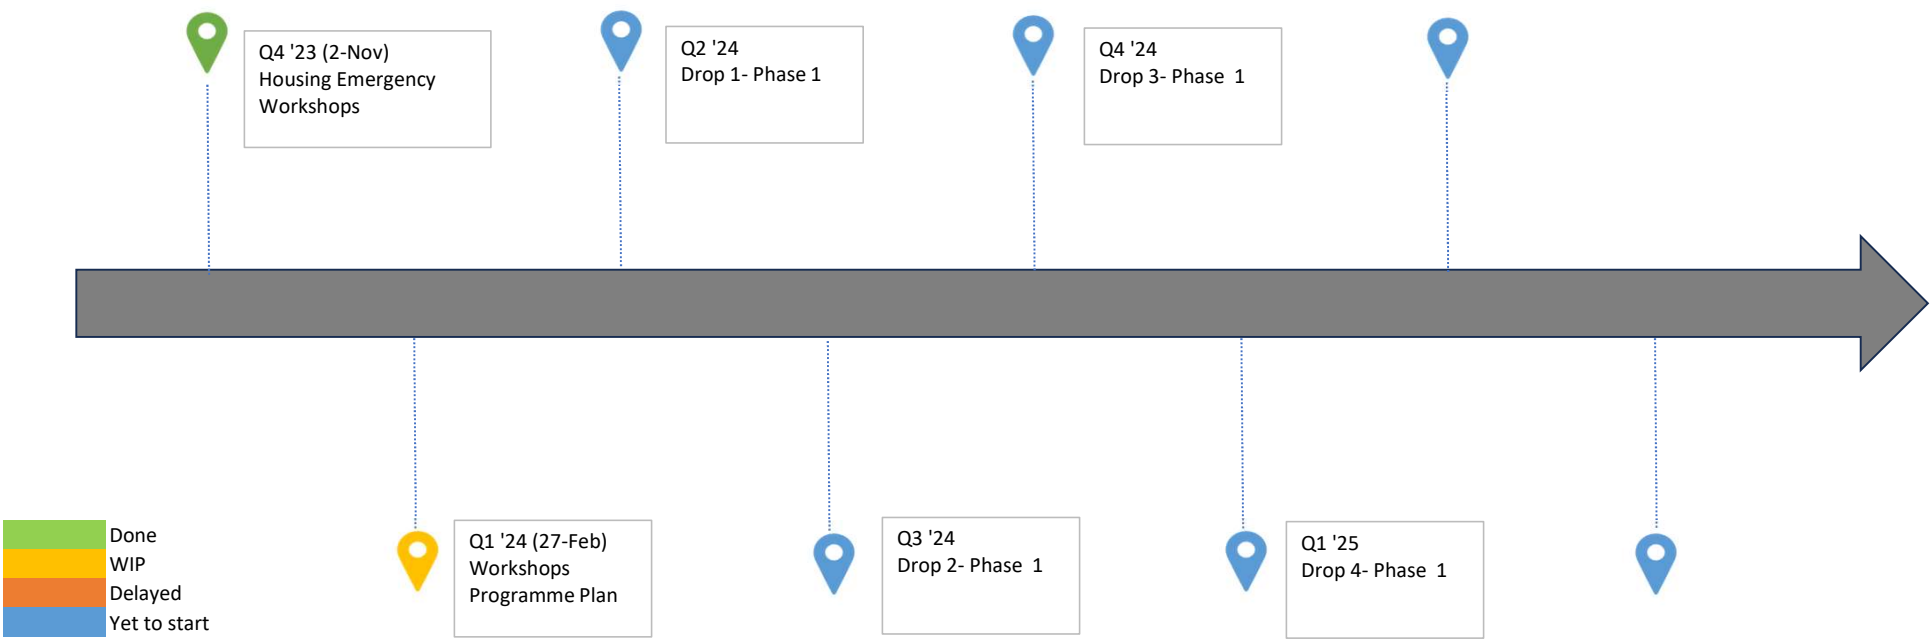 Q4 '23 (2-Nov)
Housing Emergency
Workshops
Q2 '24
Drop 1- Phase 1
Q4 '24
Drop 3- Phase  1
Q1 '24 (27-Feb)
Workshops
Programme Plan
Q3 '24
Drop 2- Phase  1
Q1 '25
Drop 4- Phase  1
Done
WIP
Delayed
Yet to start